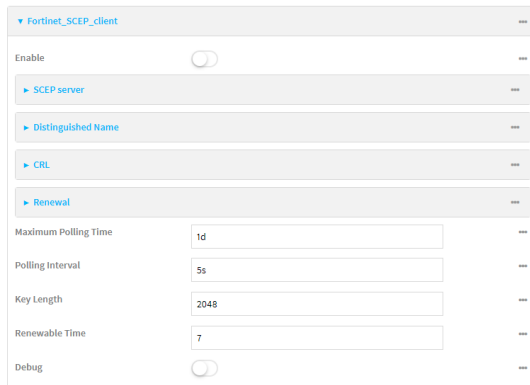 Fortinet_SCEP_client
Enable
SCEP server
Distinguished Name
CRL
Renewal
Maximum Polling Time 1d
Polling Interval 5s
Key Length 2048
Renewable Time 7
Debug